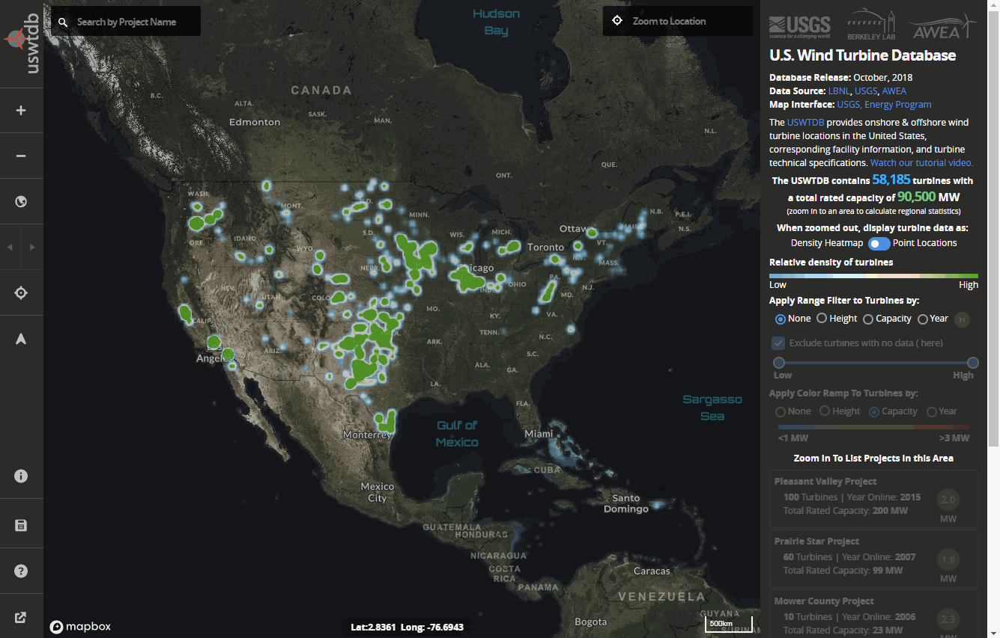 uswtdb
Search by Project Name
Zoom to Location
Hudson
Bay
CANADA
B.C.
ALTA.
SASK.
MAN.
Edmonton
N.L.
QUE.
ONT.
WASH.
MONT.
MINN.
N.B.
P.E.I.
N.S.
MAINE
Ottawa
ORE.
IDAHO
S.D.
WIS.
MICH.
Toronto
VT.
WYO.
N.Y.
MASS.
NEBR.
Chicago
NEV.
UTAH
COLO.
IND.
OHIO
PA.
N.J.
MD.
CALIF.
MO.
KY.
VA.
TENN.
N.C.
ARIZ.
ARK.
S.C.
Los
Angeles
ALA.
GA.
LA.
FLA.
Sargasso
Sea
Gulf of
Mexico
Monterrey
Miami
CUBA
Mexico
City
Santo
Domingo
GUATEMALA
HONDURAS
NICARAGUA
COSTA
RICA
PANAMA
Caracas
VENEZUELA
Bogota
GUYANA
SURINAM
mapbox
Lat:2.8361 Long: -76.6943
500km
USGS
science for a changing world
BERKELEY LAB
AWEA
U.S. Wind Turbine Database
Database Release: October, 2018
Data Source: LBNL, USGS, AWEA
Map Interface: USGS, Energy Program
The USWTDB provides onshore & offshore wind
turbine locations in the United States,
corresponding facility information, and turbine
technical specifications. Watch our tutorial video.
The USWTDB contains 58,185 turbines with
a total rated capacity of 90,500 MW
(zoom in to an area to calculate regional statistics)
When zoomed out, display turbine data as:
Density Heatmap Point Locations
Relative density of turbines
Low High
Apply Range Filter to Turbines by:
None Height Capacity Year
Exclude turbines with no data ( here)
Low High
Apply Color Ramp To Turbines by:
None Height Capacity Year
<1 MW >3 MW
Zoom In To List Projects In this Area
Pleasant Valley Project
100 Turbines | Year Online: 2015
Total Rated Capacity: 200 MW
2.0
MW
Prairie Star Project
60 Turbines | Year Online: 2007
Total Rated Capacity: 99 MW
1.6
MW
Mower County Project
10 Turbines | Year Online: 2006
Total Rated Capacity: 23 MW
2.3
MW